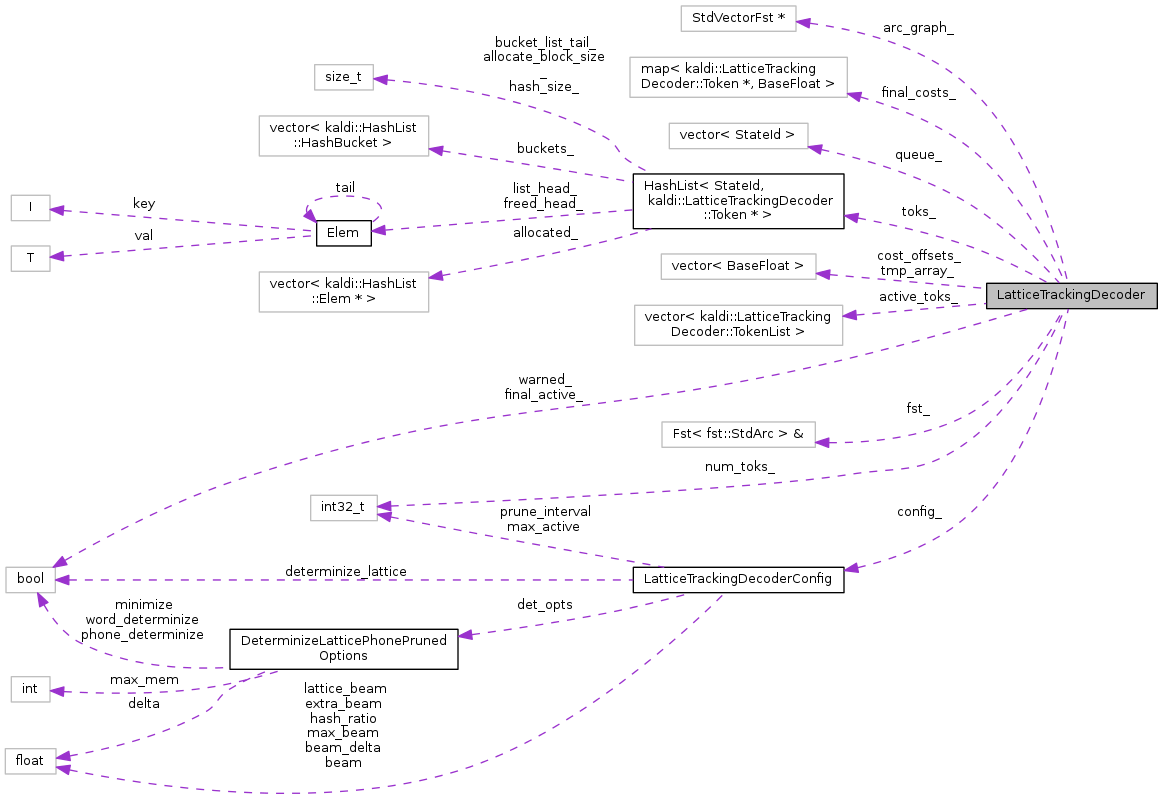 StdVectorFst *
arc_graph_
bucket_list_tail_
allocate_block_size
_
hash_size_
size_t
map< kaldi::LatticeTracking
Decoder::Token *, BaseFloat >
final_costs_
vector< kaldi::HashList
::HashBucket >
buckets_
vector< StateId >
queue_
tail
list_head_
freed_head_
HashList< StateId,
kaldi::LatticeTrackingDecoder
::Token * >
toks_
I
key
Elem
T
val
allocated_
vector< kaldi::HashList
::Elem * >
vector< BaseFloat >
cost_offsets_
tmp_array_
LatticeTrackingDecoder
vector< kaldi::LatticeTracking
Decoder::TokenList >
active_toks_
warned_
final_active_
Fst< fst::StdArc > &
fst_
num_toks_
int32_t
prune_interval
max_active
config_
bool
determinize_lattice
LatticeTrackingDecoderConfig
minimize
word_determinize
phone_determinize
det_opts
DeterminizeLatticePhonePruned
Options
int
max_mem
delta
lattice_beam
extra_beam
hash_ratio
max_beam
beam_delta
beam
float